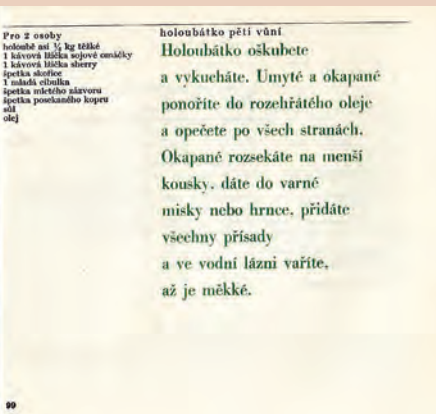 Pro 2 osoby
holoubě asi ½ kg těžké
1 kávová lžička sojové omáčky
1 kávová lžička sherry
špetka skořice
1 mladá cibulka
špetka mletého zázvoru
špetka posekaného kopru
sůl
olej
holoubátko pěti vůní
Holoubátko oškubete
a vykucháte. Umyté a okapané
ponoříte do rozehřátého oleje
a opečete po všech stranách.
Okapané rozsekáte na menší
kousky, dáte do varné
misky nebo hrnce, přidáte
všechny přísady
a ve vodní lázni vaříte,
až je měkké.
99